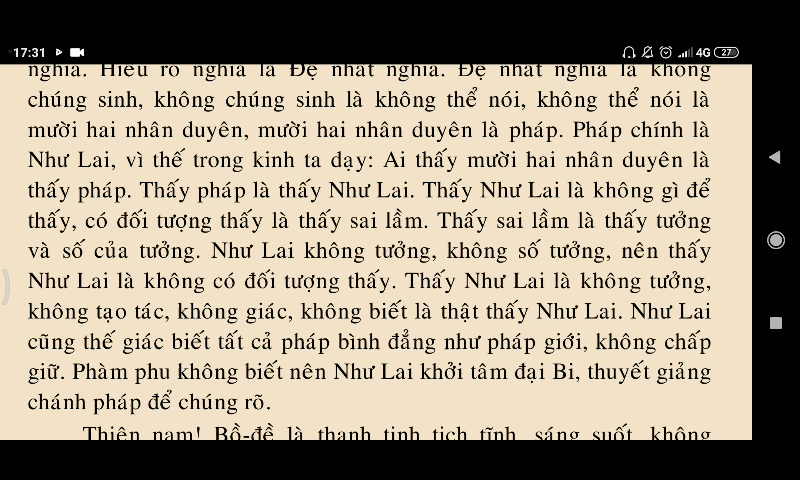 17:31
4G 27
nghĩa. Hiểu rõ nghĩa là Đệ nhất nghĩa. Đệ nhất nghĩa là không
chúng sinh, không chúng sinh là không thể nói, không thể nói là
mười hai nhân duyên, mười hai nhân duyên là pháp. Pháp chính là
Như Lai, vì thế trong kinh ta dạy: Ai thấy mười hai nhân duyên là
thấy pháp. Thấy pháp là thấy Như Lai. Thấy Như Lai là không gì để
thấy, có đối tượng thấy là thấy sai lầm. Thấy sai lầm là thấy tưởng
và số của tưởng. Như Lai không tưởng, không số tưởng, nên thấy
Như Lai là không có đối tượng thấy. Thấy Như Lai là không tưởng,
không tạo tác, không giác, không biết là thật thấy Như Lai. Như Lai
cũng thế giác biết tất cả pháp bình đẳng như pháp giới, không chấp
giữ. Phàm phu không biết nên Như Lai khởi tâm đại Bi, thuyết giảng
chánh pháp để chúng rõ.
Thiện nam! Bồ-đề là thanh tịnh tịch tĩnh, sáng suốt, không